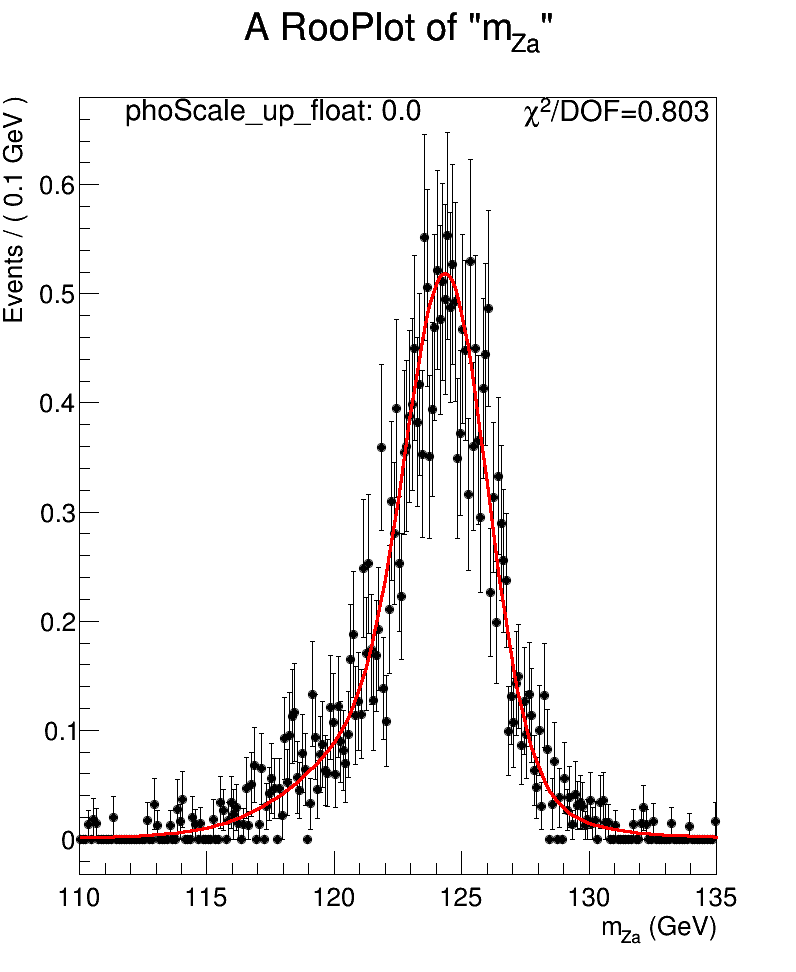 A RooPlot of "m_Za"
phoScale_up_float: 0.0
χ²/DOF=0.803
Events / ( 0.1 GeV )
0.6
0.5
0.4
0.3
0.2
0.1
0
110 115 120 125 130 135
m_Za (GeV)